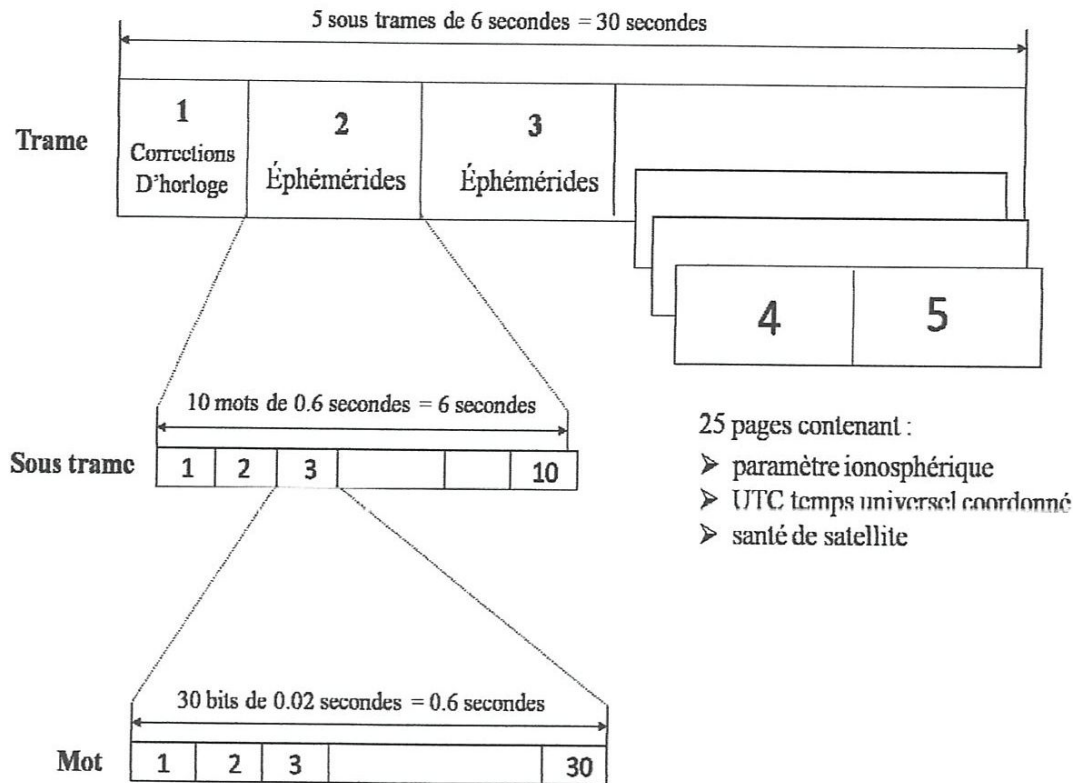 5 sous trames de 6 secondes = 30 secondes
Trame
1
Corrections
D'horloge
2
Éphémérides
3
Éphémérides
4
5
10 mots de 0.6 secondes = 6 secondes
Sous trame
1 2 3 10
25 pages contenant :
➢ paramètre ionosphérique
➢ UTC temps universel coordonné
➢ santé de satellite
30 bits de 0.02 secondes = 0.6 secondes
Mot
1 2 3 30